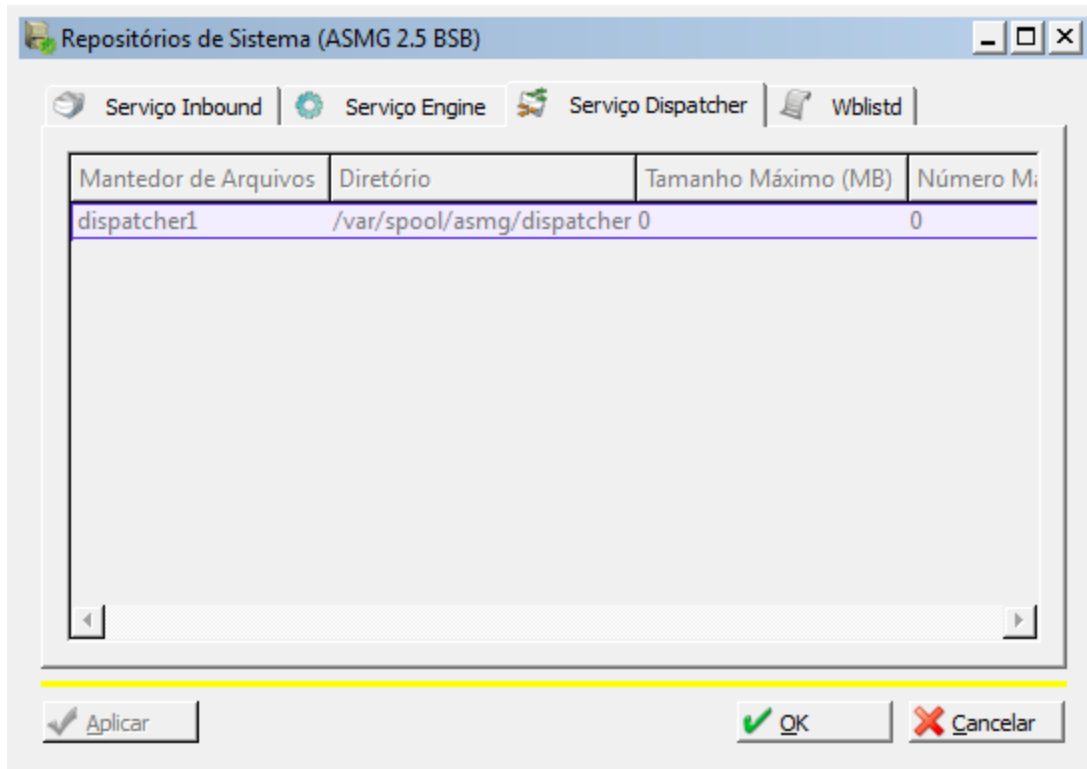 Repositórios de Sistema (ASMG 2.5 BSB)
Serviço Inbound Serviço Engine Serviço Dispatcher Wblistd
Mantedor de Arquivos Diretório Tamanho Máximo (MB) Número
dispatcher1 /var/spool/asmg/dispatcher 0 0
Aplicar OK Cancelar